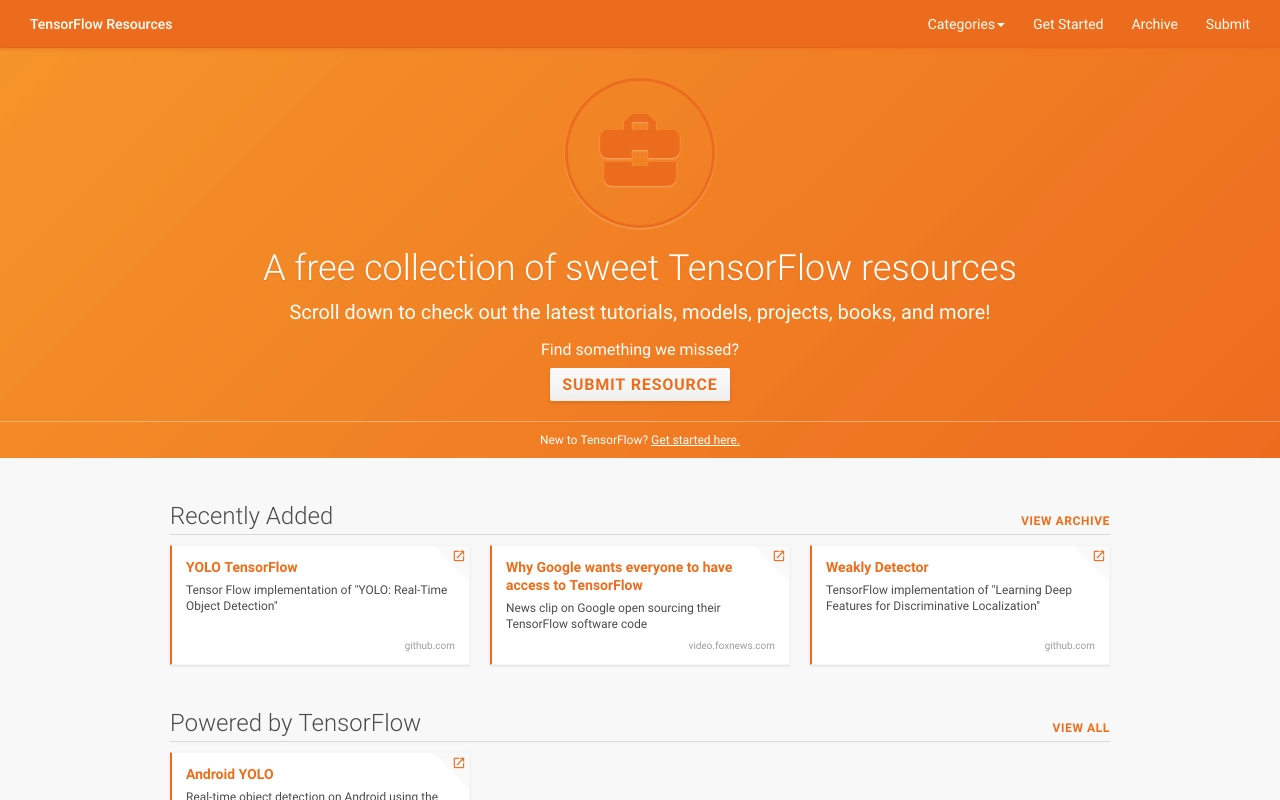 TensorFlow Resources
Categories
Get Started
Archive
Submit
A free collection of sweet TensorFlow resources
Scroll down to check out the latest tutorials, models, projects, books, and more!
Find something we missed?
SUBMIT RESOURCE
New to TensorFlow? Get started here.
Recently Added
VIEW ARCHIVE
YOLO TensorFlow
Tensor Flow implementation of "YOLO: Real-Time
Object Detection"
github.com
Why Google wants everyone to have
access to TensorFlow
News clip on Google open sourcing their
TensorFlow software code
video.foxnews.com
Weakly Detector
TensorFlow implementation of "Learning Deep
Features for Discriminative Localization"
github.com
Powered by TensorFlow
VIEW ALL
Android YOLO
Real-time object detection on Android using the